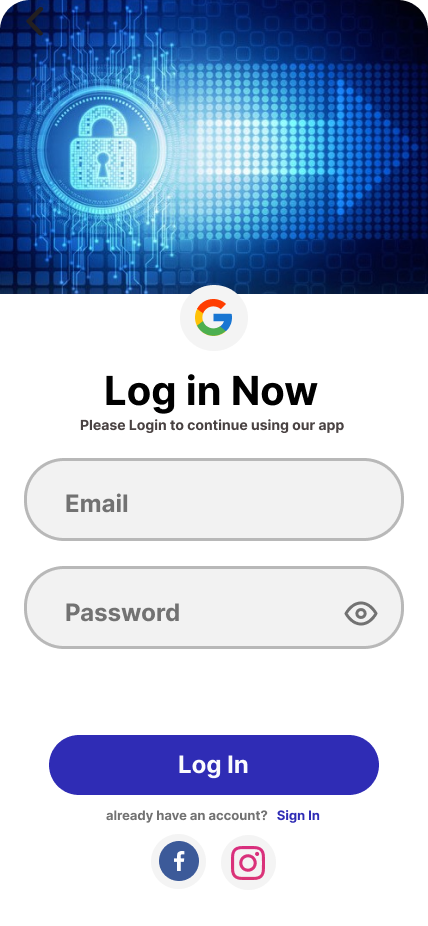 Log in Now
Please Login to continue using our app
Email
Password
Log In
already have an account? Sign In